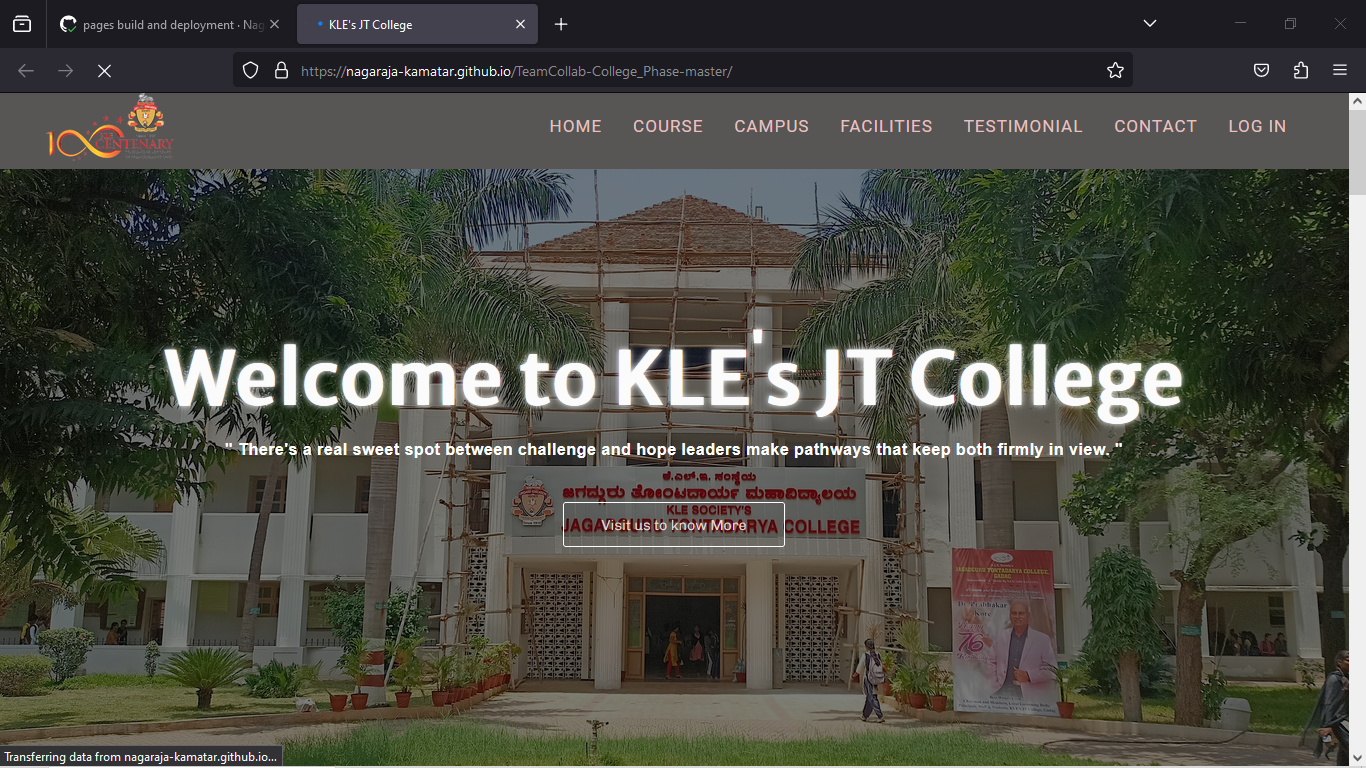 pages build and deployment · Nag
KLE's JT College
https://nagaraja-kamatar.github.io/TeamCollab-College_Phase-master/
100 CENTENARY
HOME COURSE CAMPUS FACILITIES TESTIMONIAL CONTACT LOG IN
Welcome to KLE's JT College
" There's a real sweet spot between challenge and hope leaders make pathways that keep both firmly in view."
ಕೆ.ಎಲ್.ಇ. ಸಂಸ್ಥೆಯ
ಜಗದ್ಗುರು ತೋಂಟದಾರ್ಯ ಮಹಾವಿದ್ಯಾಲಯ
KLE SOCIETY'S
JAGADGURU TONTADARYA COLLEGE
Visit us to know More
JAGADGURU TONTADARYA COLLEGE,
GADAG
Dr. Prabhakar
Kore
76
Transferring data from nagaraja-kamatar.github.io...